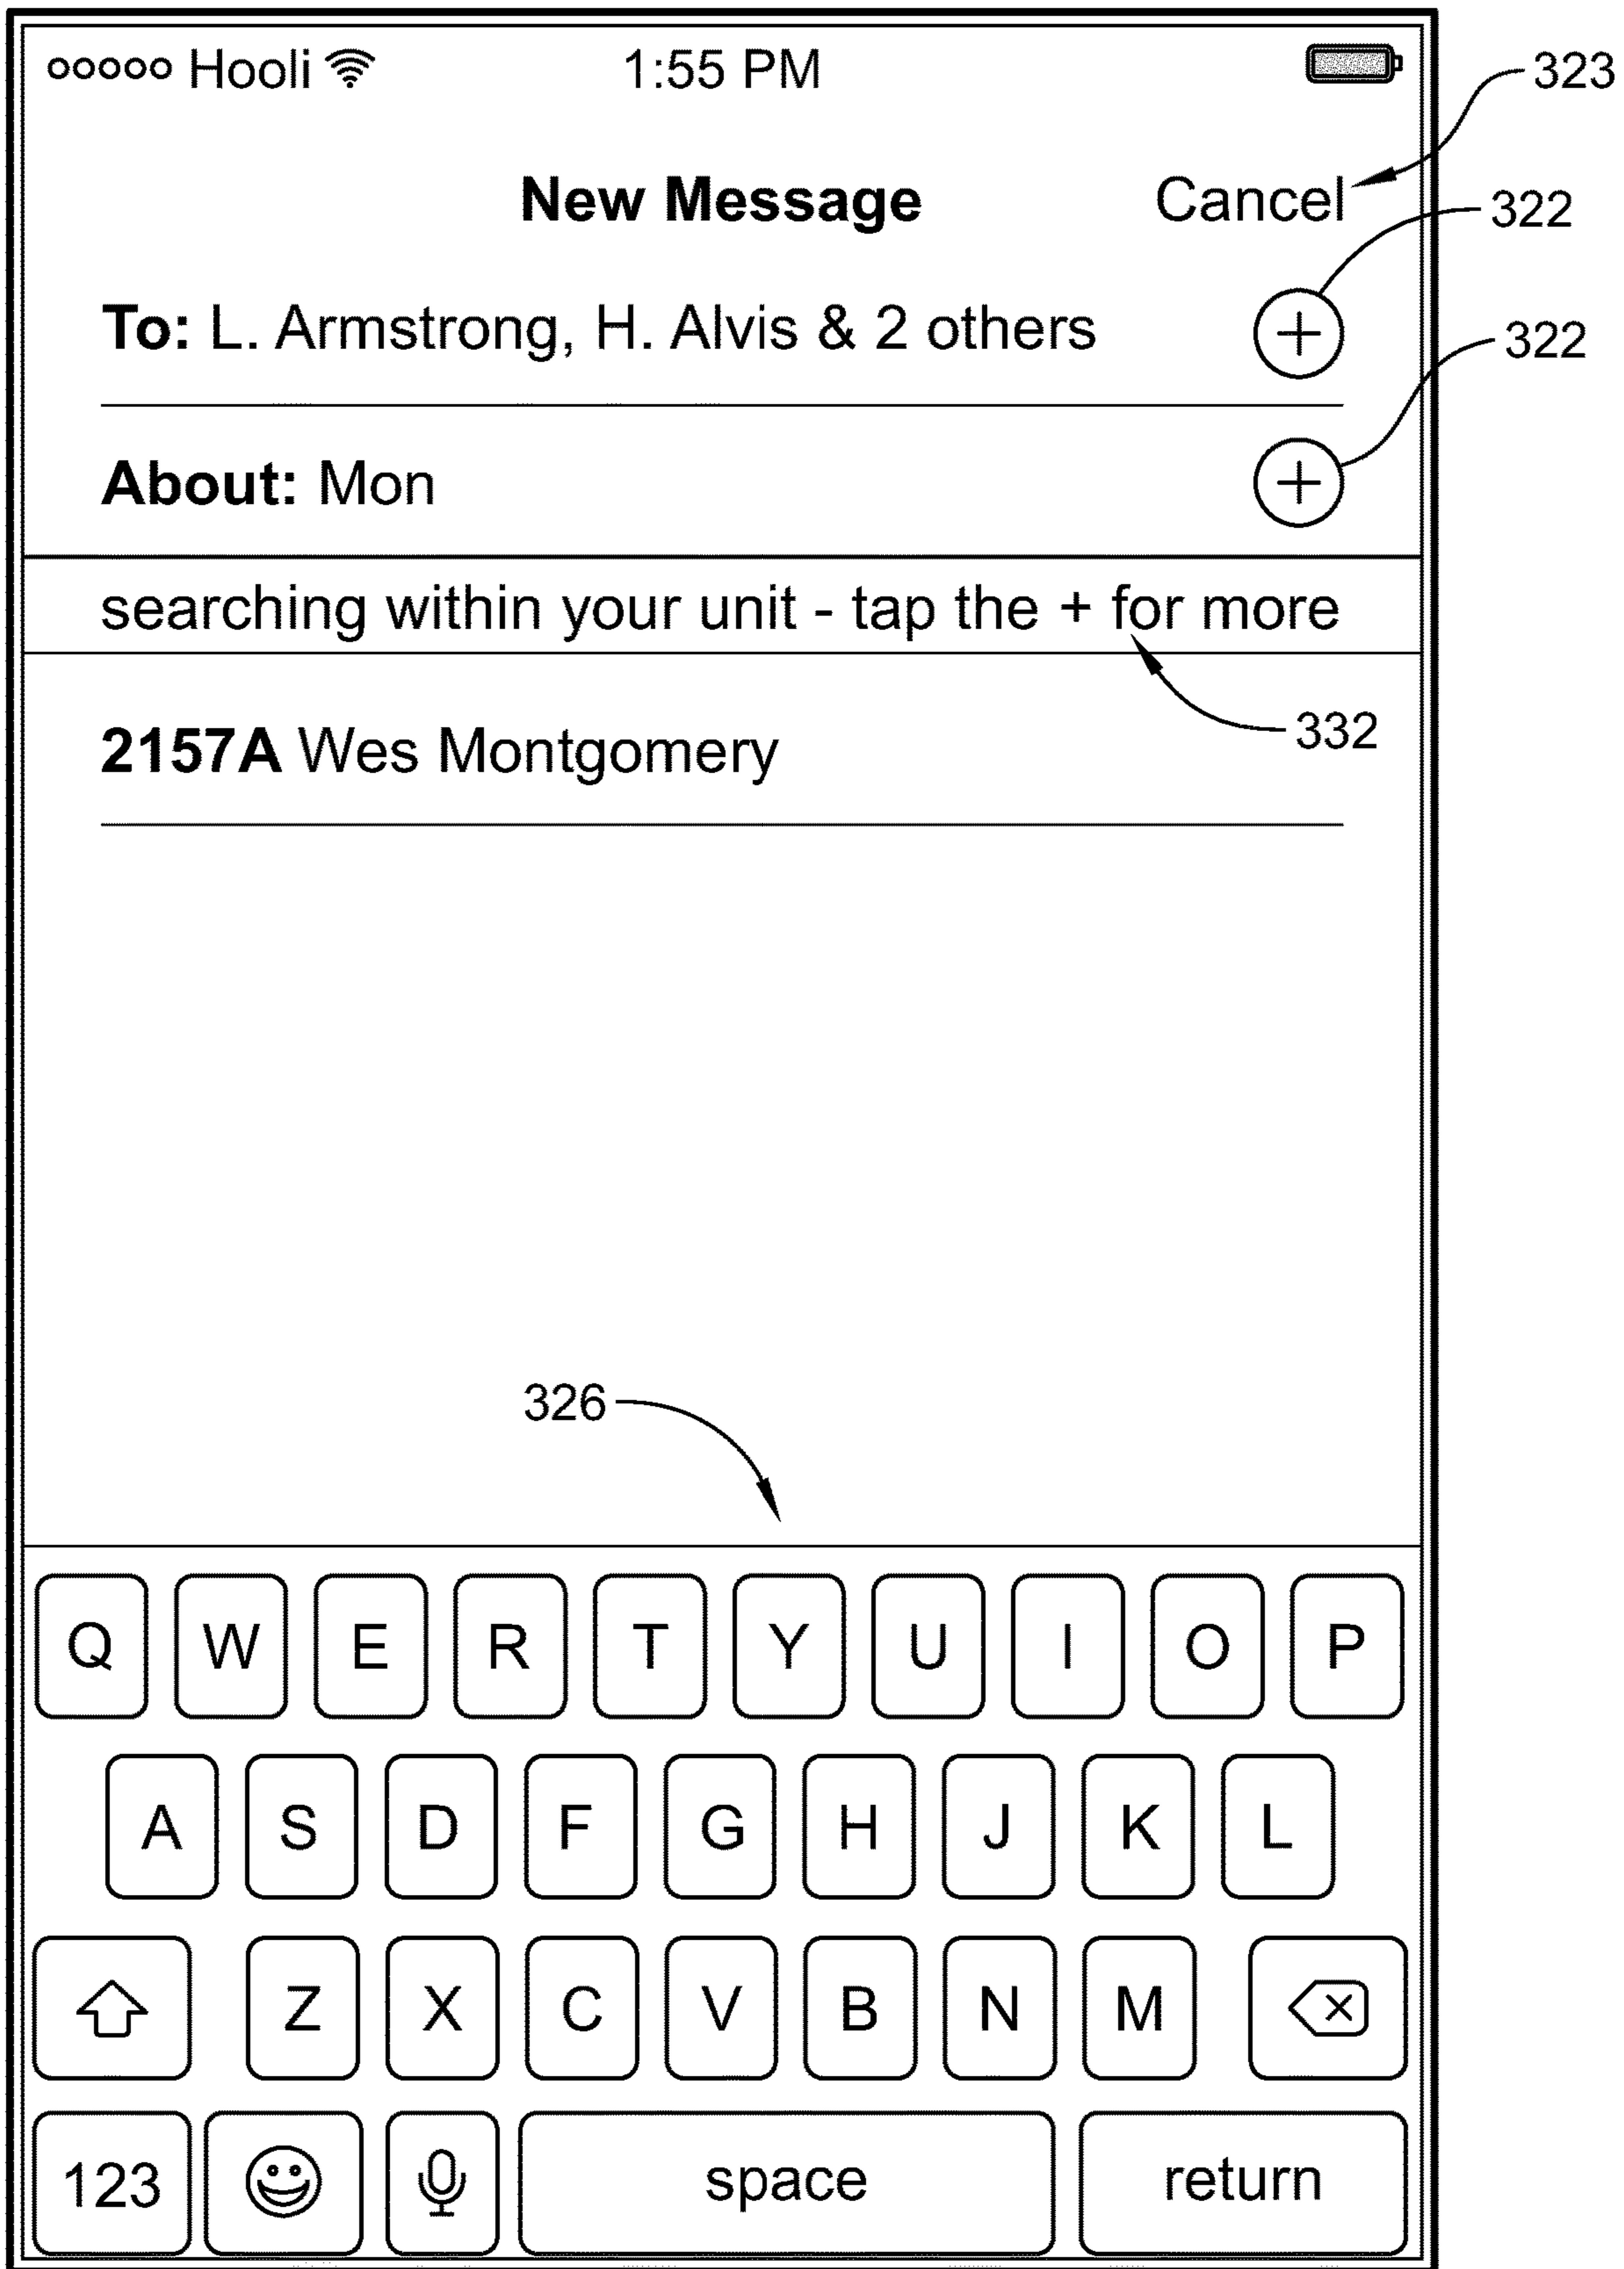 Hooli 1:55 PM
323
New Message Cancel
322
To: L. Armstrong, H. Alvis & 2 others
322
About: Mon
searching within your unit - tap the + for more
332
2157A Wes Montgomery
326
Q W E R T Y U I O P
A S D F G H J K L
Z X C V B N M
123 space return